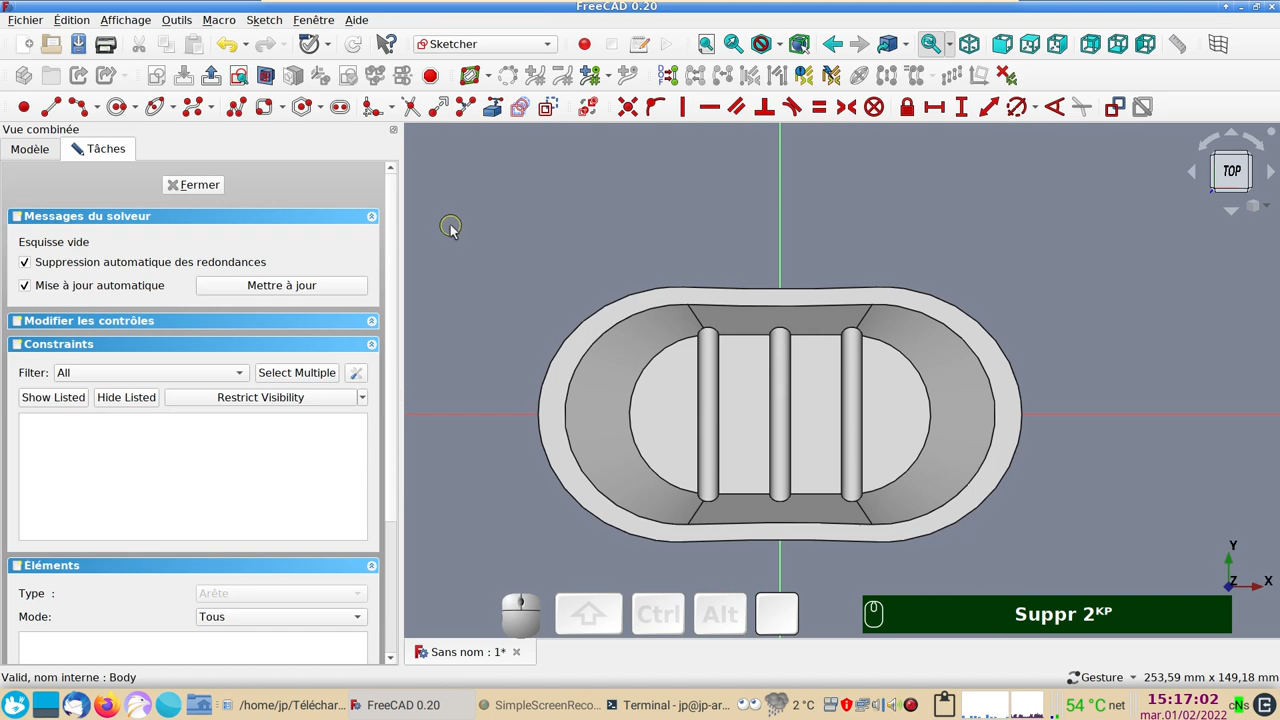 FreeCAD 0.20
Fichier Édition Affichage Outils Macro Sketch Fenêtre Aide
Sketcher
Vue combinée
Modèle Tâches
Fermer
Messages du solveur
Esquisse vide
Suppression automatique des redondances
Mise à jour automatique Mettre à jour
Modifier les contrôles
Constraints
Filter: All Select Multiple
Show Listed Hide Listed Restrict Visibility
Éléments
Type : Arête
Mode: Tous
TOP
Y
Z X
Ctrl Alt
Suppr 2ᴷᴾ
Sans nom : 1*
Valid, nom interne : Body
Gesture 253,59 mm x 149,18 mm
/home/jp/Téléchar... FreeCAD 0.20 SimpleScreenReco... Terminal - jp@jp-ar... 2 °C 54 °C net 15:17:02
mar.01/02/2022